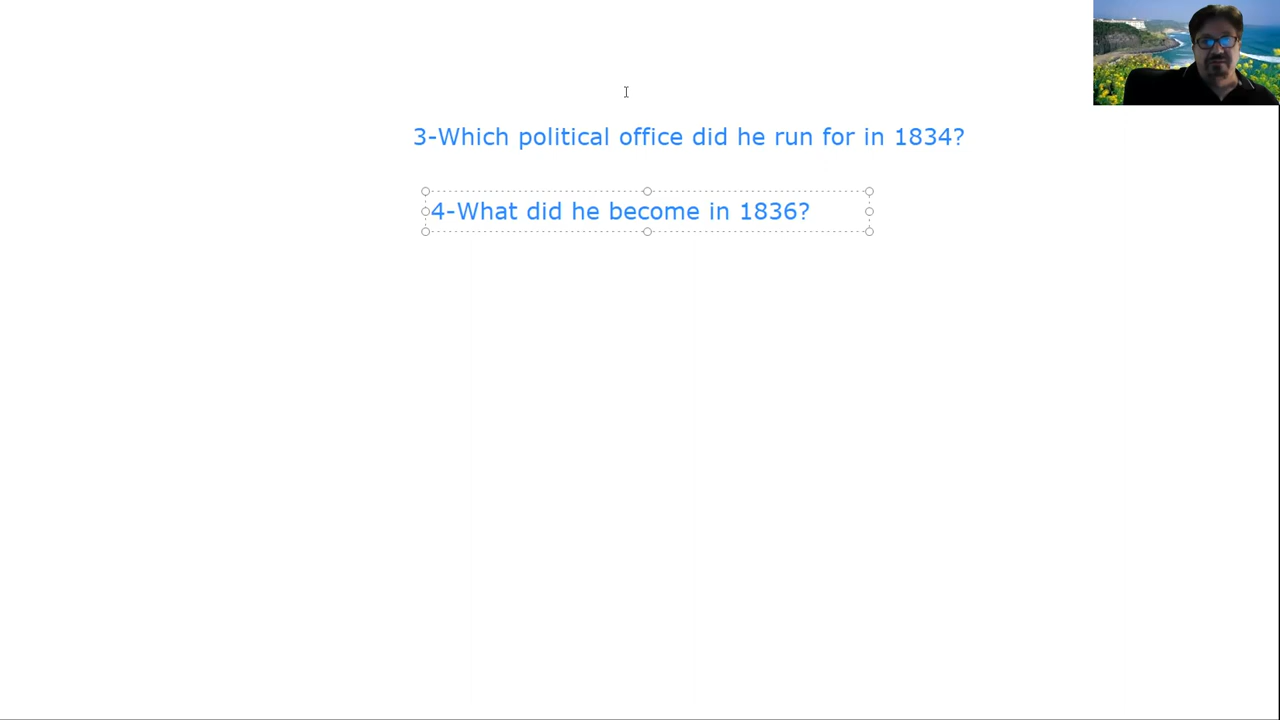 3-Which political office did he run for in 1834?
4-What did he become in 1836?